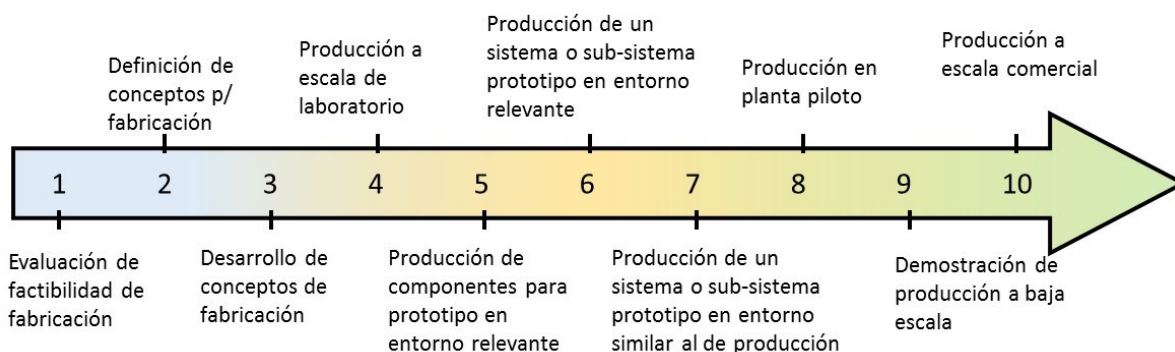 Definición de
conceptos p/
fabricación
Producción a
escala de
laboratorio
Producción de un
sistema o sub-sistema
prototipo en entorno
relevante
Producción en
planta piloto
Producción a
escala comercial
1 2 3 4 5 6 7 8 9 10
Evaluación de
factibilidad de
fabricación
Desarrollo de
conceptos de
fabricación
Producción de
componentes para
prototipo en
entorno relevante
Producción de un
sistema o sub-sistema
prototipo en entorno
similar al de producción
Demostración de
producción a baja
escala